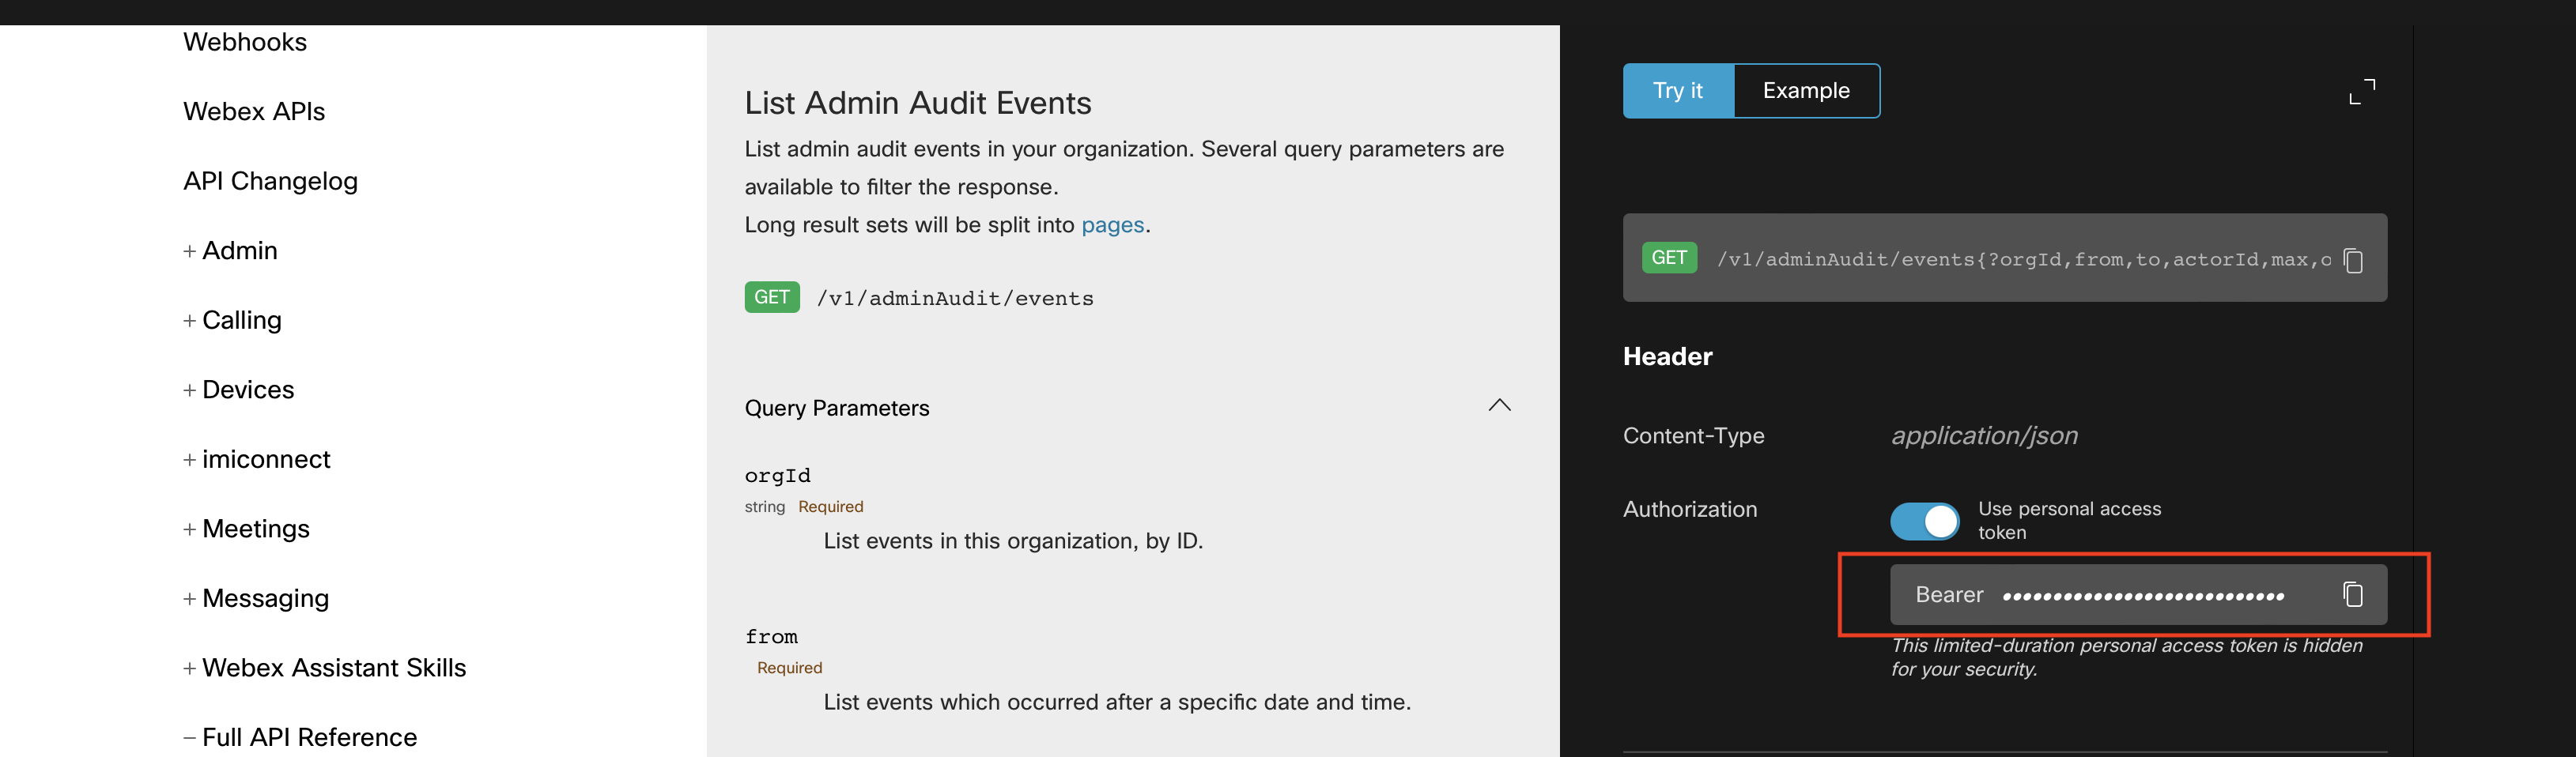 Webhooks
Webex APIs
API Changelog
+ Admin
+ Calling
+ Devices
+ imiconnect
+ Meetings
+ Messaging
+ Webex Assistant Skills
− Full API Reference
List Admin Audit Events
List admin audit events in your organization. Several query parameters are
available to filter the response.
Long result sets will be split into pages.
GET /v1/adminAudit/events
Query Parameters
orgId
string Required
List events in this organization, by ID.
from
Required
List events which occurred after a specific date and time.
Try it Example
GET /v1/adminAudit/events{?orgId,from,to,actorId,max,o
Header
Content-Type application/json
Authorization Use personal access
token
Bearer ••••••••••••••••••••••••••••
This limited-duration personal access token is hidden
for your security.